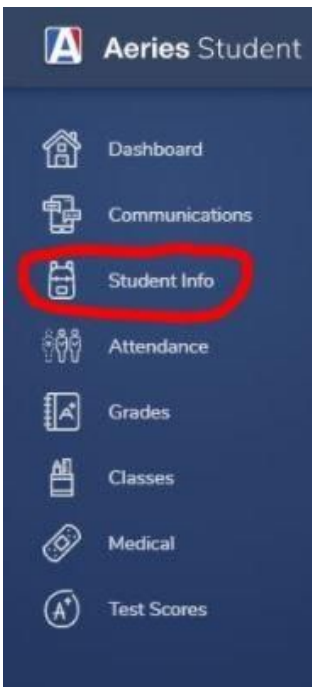 Aeries Student
Dashboard
Communications
Student Info
Attendance
Grades
Classes
Medical
Test Scores